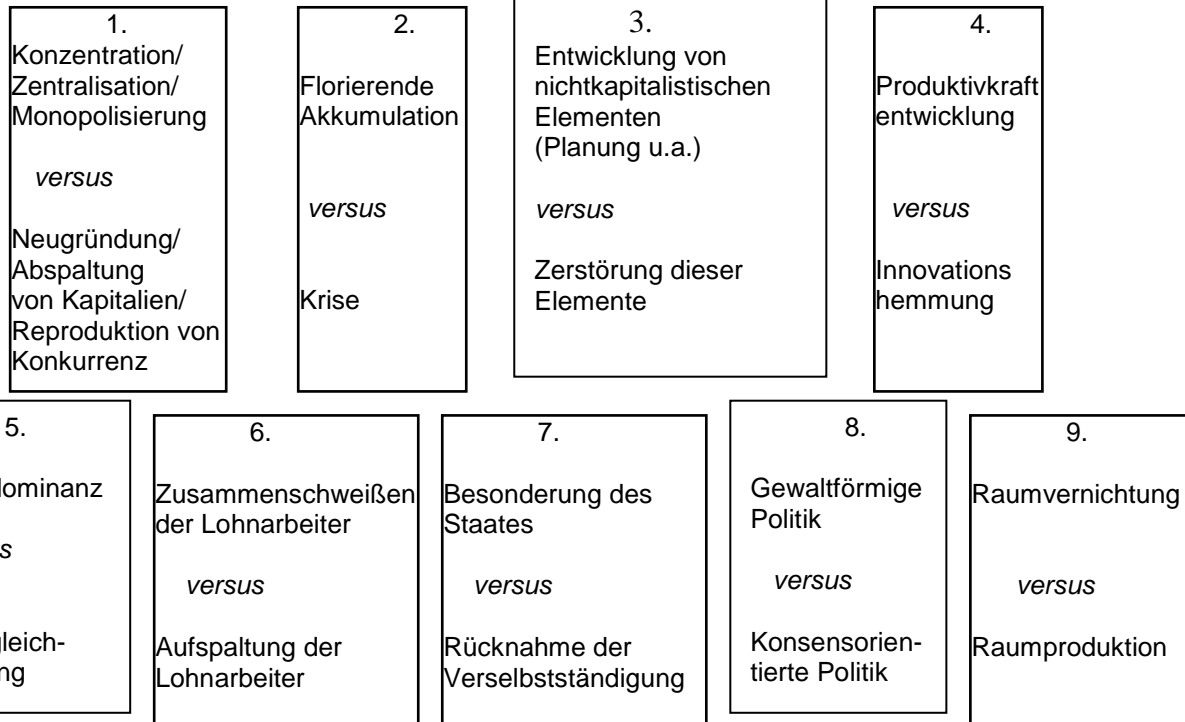 1.
Konzentration/
Zentralisation/
Monopolisierung
versus
Neugründung/
Abspaltung
von Kapitalien/
Reproduktion von
Konkurrenz
2.
Florierende
Akkumulation
versus
Krise
3.
Entwicklung von
nichtkapitalistischen
Elementen
(Planung u.a.)
versus
Zerstörung dieser
Elemente
4.
Produktivkraft
entwicklung
versus
Innovations
hemmung
5.
6.
Zusammenschweißen
der Lohnarbeiter
versus
Aufspaltung der
Lohnarbeiter
7.
Besonderung des
Staates
versus
Rücknahme der
Verselbstständigung
8.
Gewaltförmige
Politik
versus
Konsensorien-
tierte Politik
9.
Raumvernichtung
versus
Raumproduktion